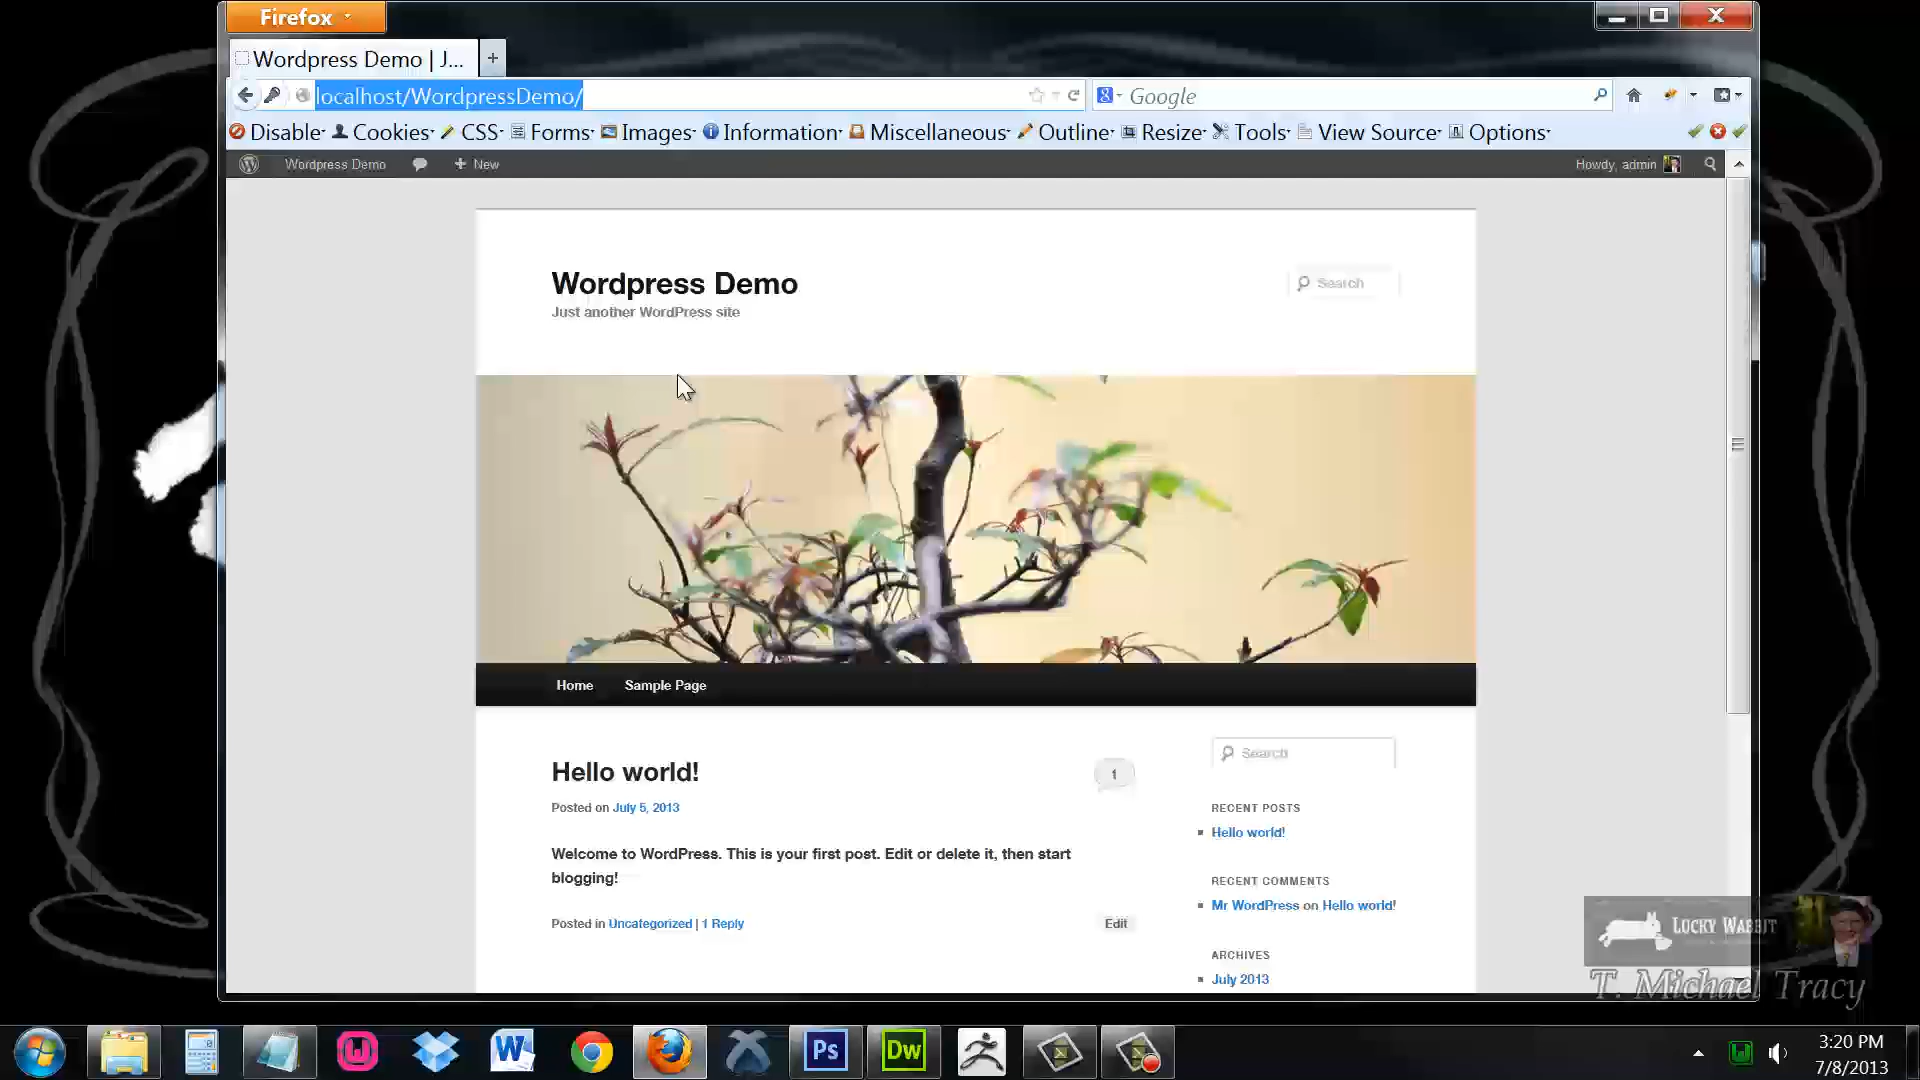 Firefox
Wordpress Demo | J...
localhost/WordpressDemo/
Google
Disable
Cookies
CSS
Forms
Images
Information
Miscellaneous
Outline
Resize
Tools
View Source
Options
Wordpress Demo
New
Howdy, admin
Wordpress Demo
Just another WordPress site
Search
Home
Sample Page
Hello world!
1
Posted on July 5, 2013
Welcome to WordPress. This is your first post. Edit or delete it, then start
blogging!
Posted in Uncategorized | 1 Reply
Edit
Search
RECENT POSTS
Hello world!
RECENT COMMENTS
Mr WordPress on Hello world!
ARCHIVES
July 2013
LUCKY WABBIT
T. Michael Tracy
W
Ps
Dw
3:20 PM
7/8/2013